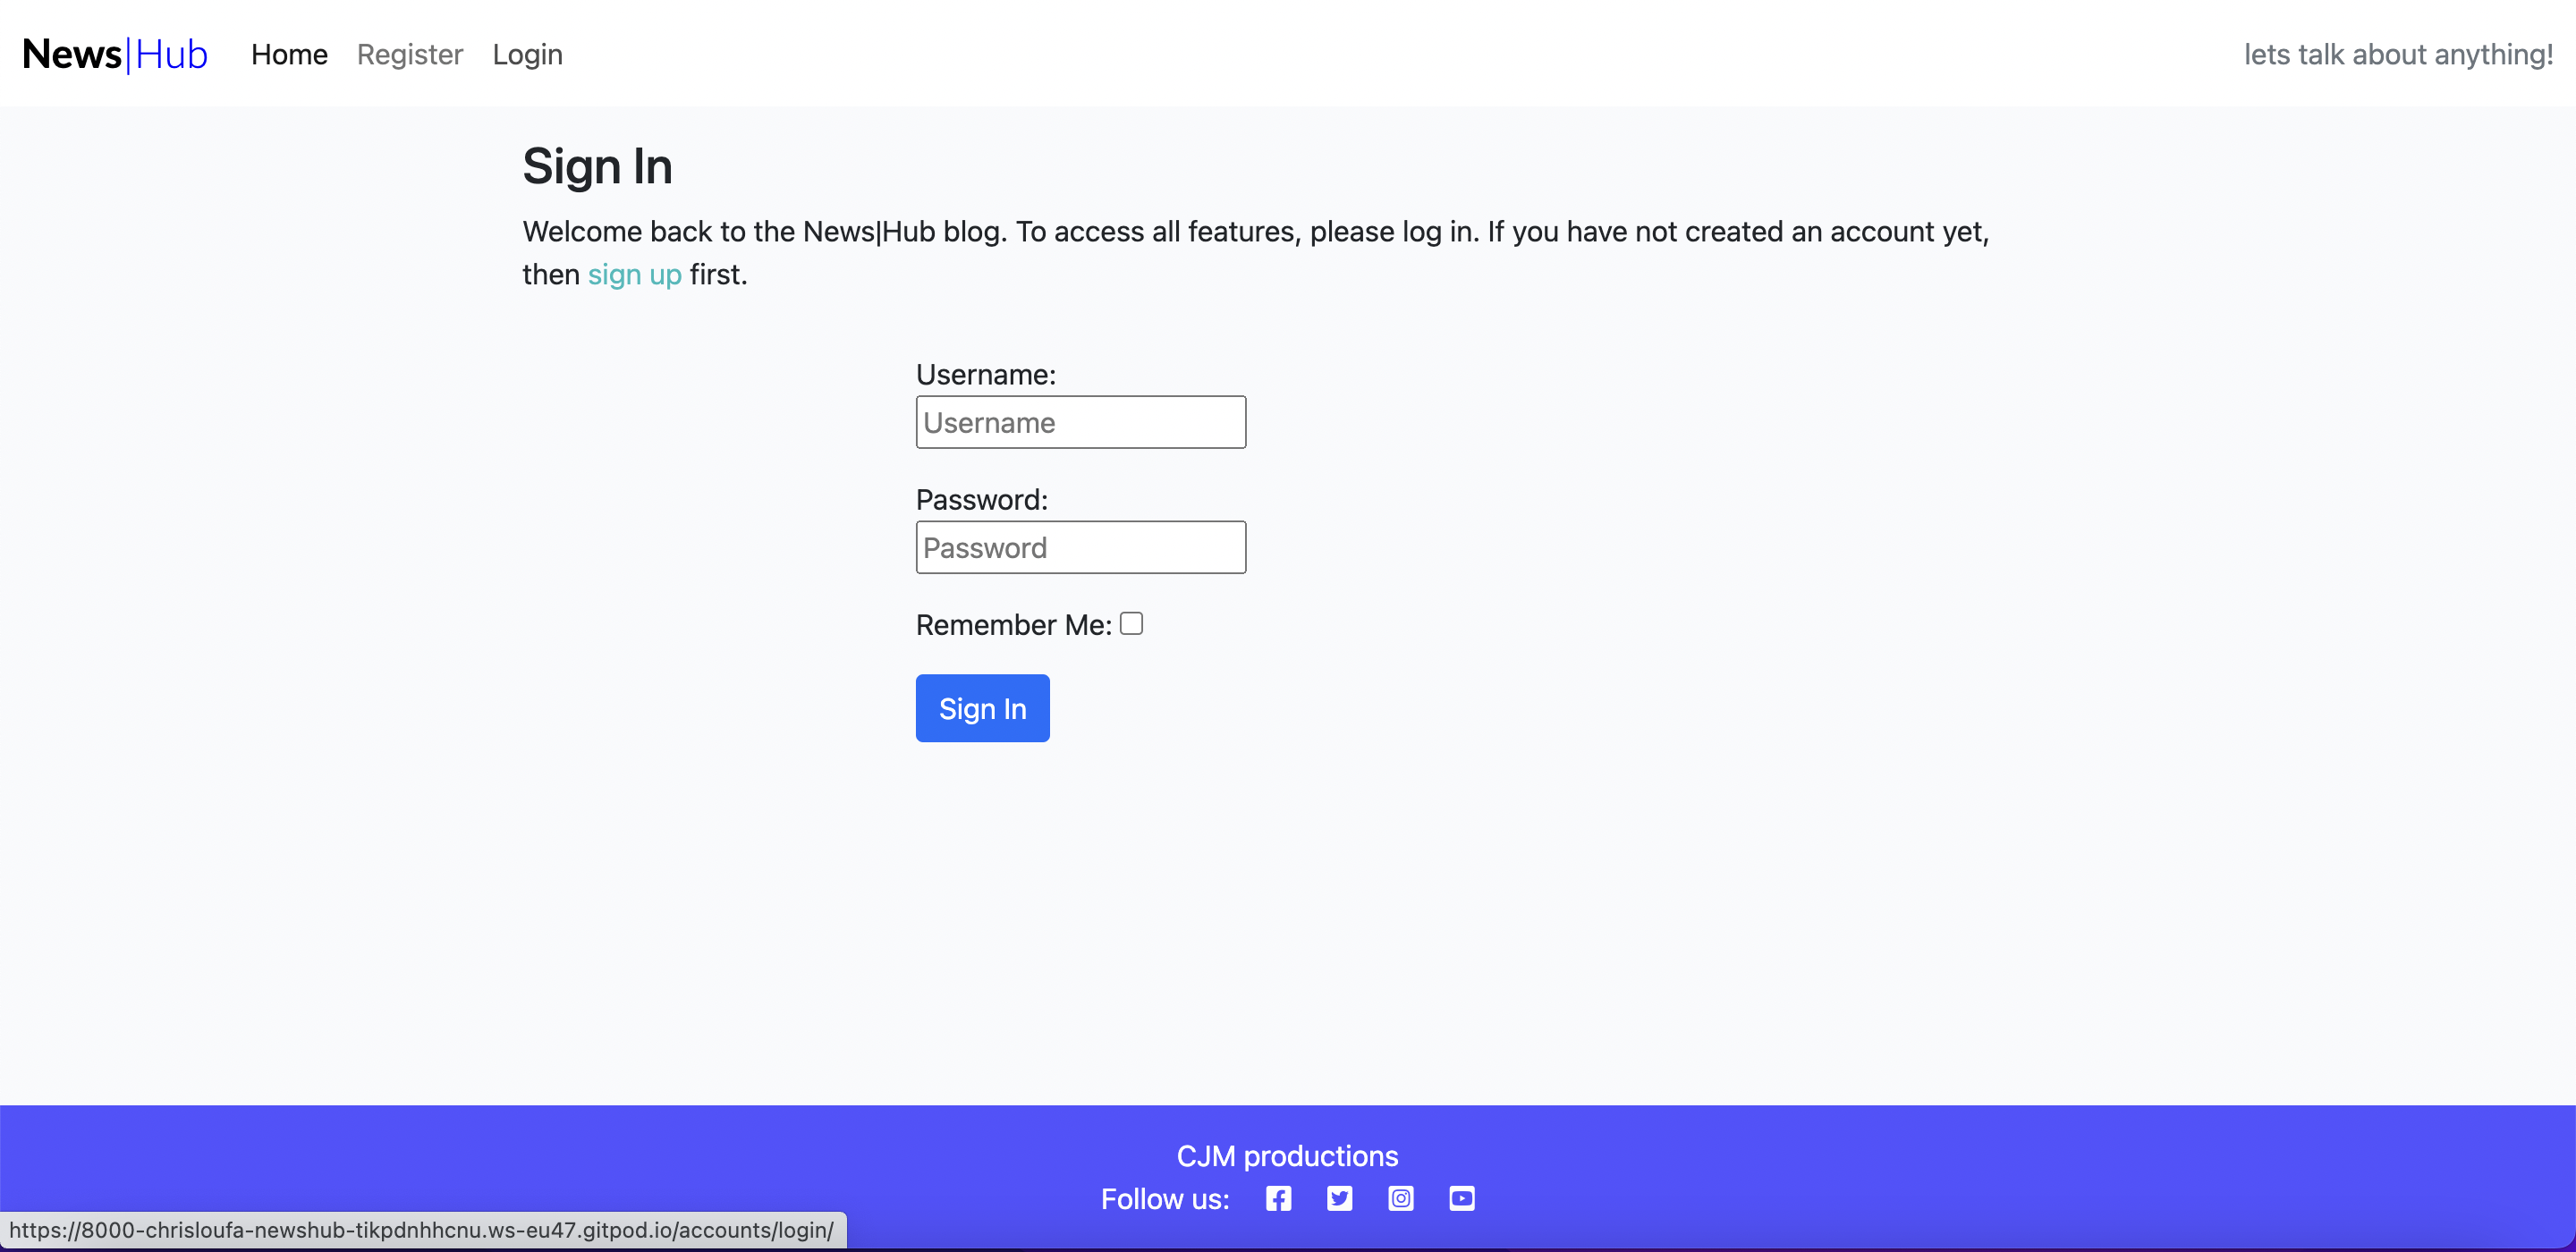 News|Hub Home Register Login lets talk about anything!
Sign In
Welcome back to the News|Hub blog. To access all features, please log in. If you have not created an account yet,
then sign up first.
Username:
Username
Password:
Password
Remember Me:
Sign In
CJM productions
Follow us:
https://8000-chrisloufa-newshub-tikpdnhhcnu.ws-eu47.gitpod.io/accounts/login/